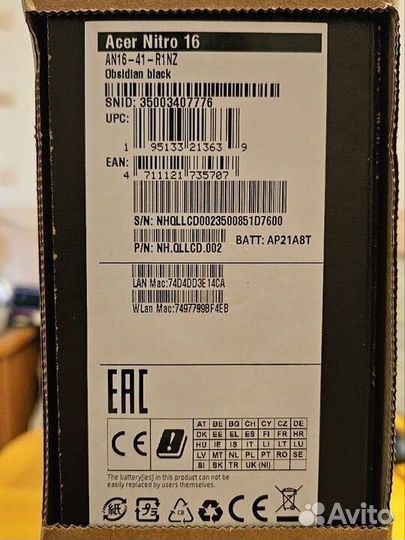 Acer Nitro 16
AN16-41-R1NZ
Obsidian black
SNID: 35003407776
UPC:
1 95133 21363 9
EAN:
4 711121 735707
S/N: NHQLLCD0023500851D7600
BATT: AP21A8T
P/N: NH.QLLCD.002
LAN Mac:74D4DD3E14CA
WLan Mac:7497799BF4EB
EAC
CE
AT BE BG CH CY CZ DE
DK EE EL ES FI FR HR
HU IE IS IT LI LT LU
LV MT NL PL PT RO SE
SI SK TR UK (NI)
The battery[ies] in this product cannot be
easily replaced by users themselves.
紙
CE
Avito